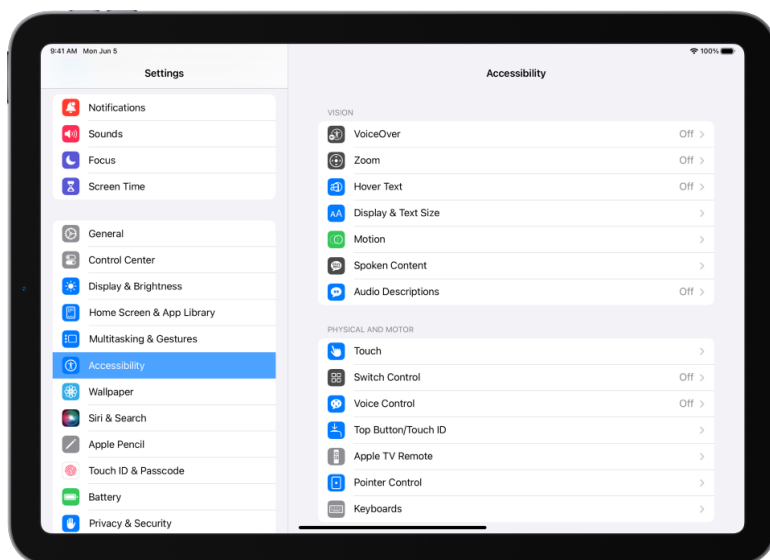 9:41 AM Mon Jun 5
100%
Settings
Notifications
Sounds
Focus
Screen Time
General
Control Center
Display & Brightness
Home Screen & App Library
Multitasking & Gestures
Accessibility
Wallpaper
Siri & Search
Apple Pencil
Touch ID & Passcode
Battery
Privacy & Security
Accessibility
VISION
VoiceOver Off
Zoom Off
Hover Text Off
AA Display & Text Size
Motion
Spoken Content
Audio Descriptions Off
PHYSICAL AND MOTOR
Touch
Switch Control Off
Voice Control Off
Top Button/Touch ID
Apple TV Remote
Pointer Control
Keyboards